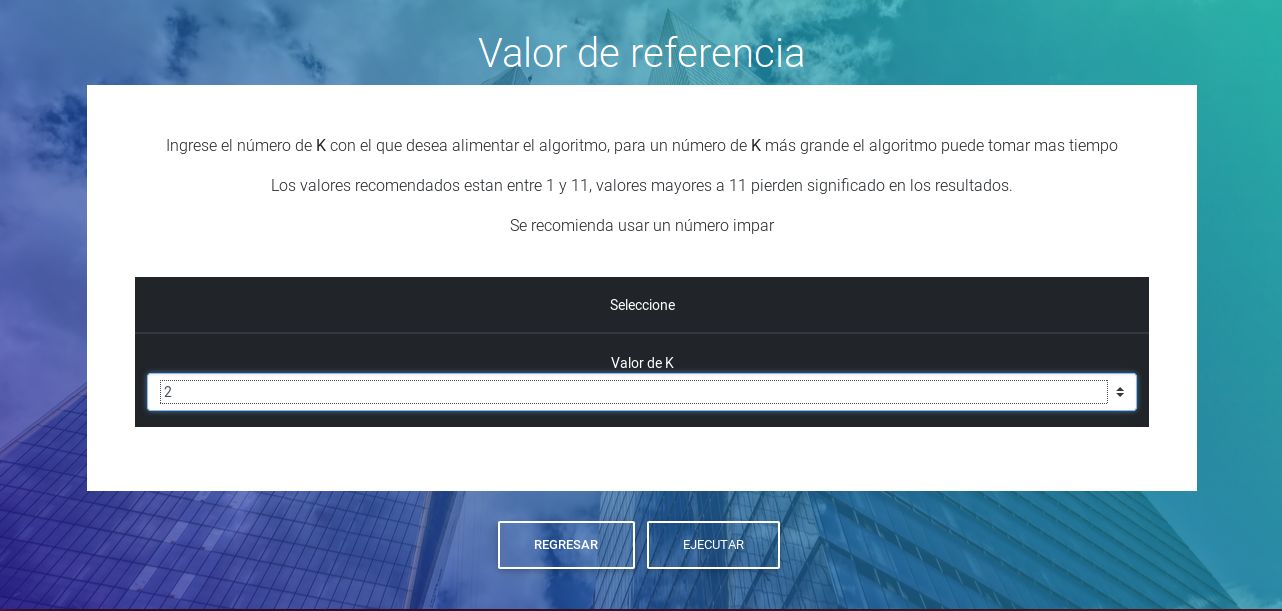 Valor de referencia
Ingrese el número de K con el que desea alimentar el algoritmo, para un número de K más grande el algoritmo puede tomar mas tiempo
Los valores recomendados estan entre 1 y 11, valores mayores a 11 pierden significado en los resultados.
Se recomienda usar un número impar
Seleccione
Valor de K
2
REGRESAR
EJECUTAR